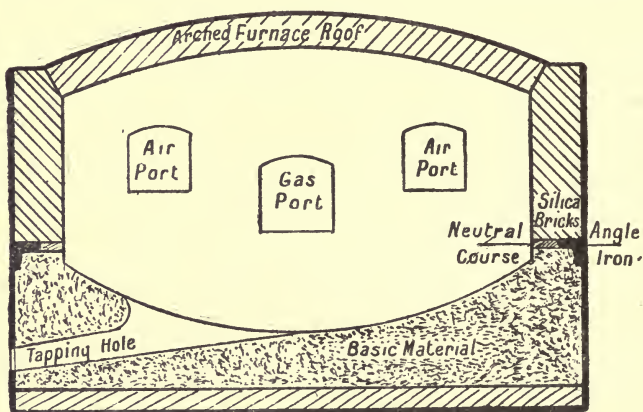 Arched Furnace Roof
Air
Port
Gas
Port
Air
Port
Silica
Bricks
Neutral
Course
Angle
Iron.
Tapping Hole
Basic Material